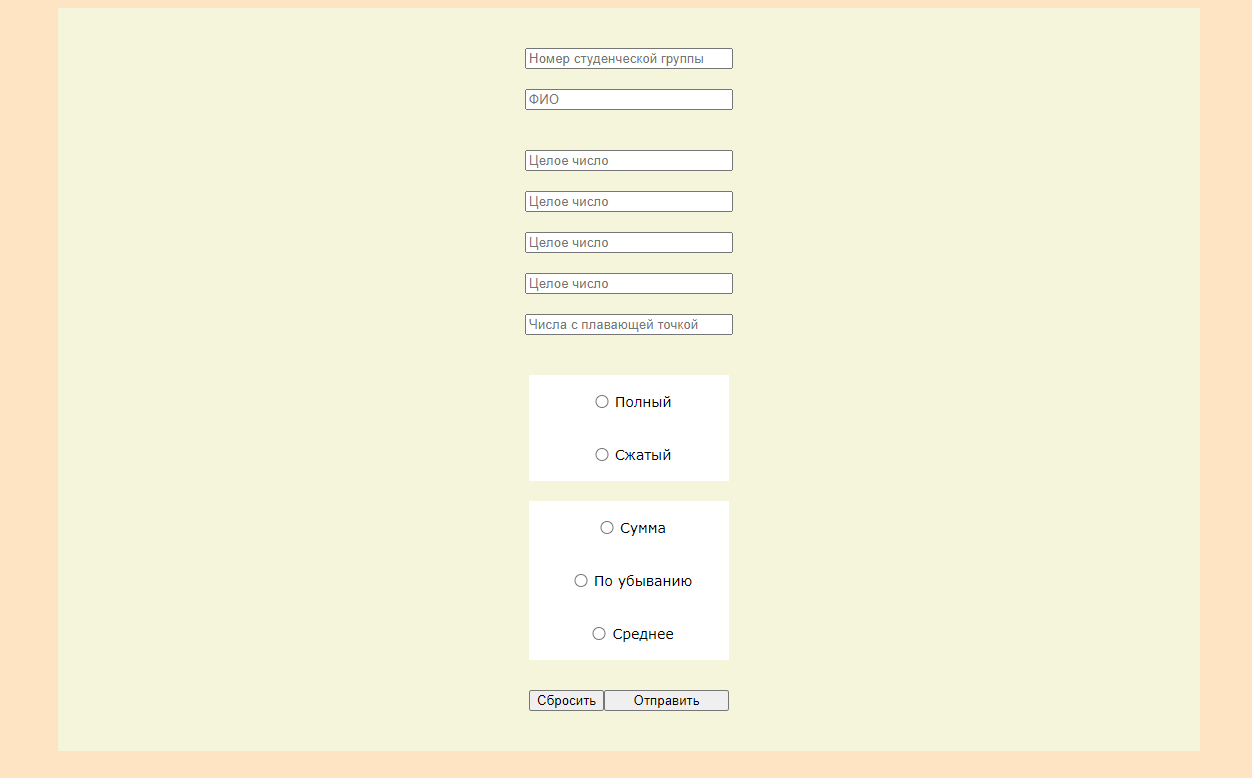 Номер студенческой группы
ФИО
Целое число
Целое число
Целое число
Целое число
Числа с плавающей точкой
Полный
Сжатый
Сумма
По убыванию
Среднее
Сбросить Отправить